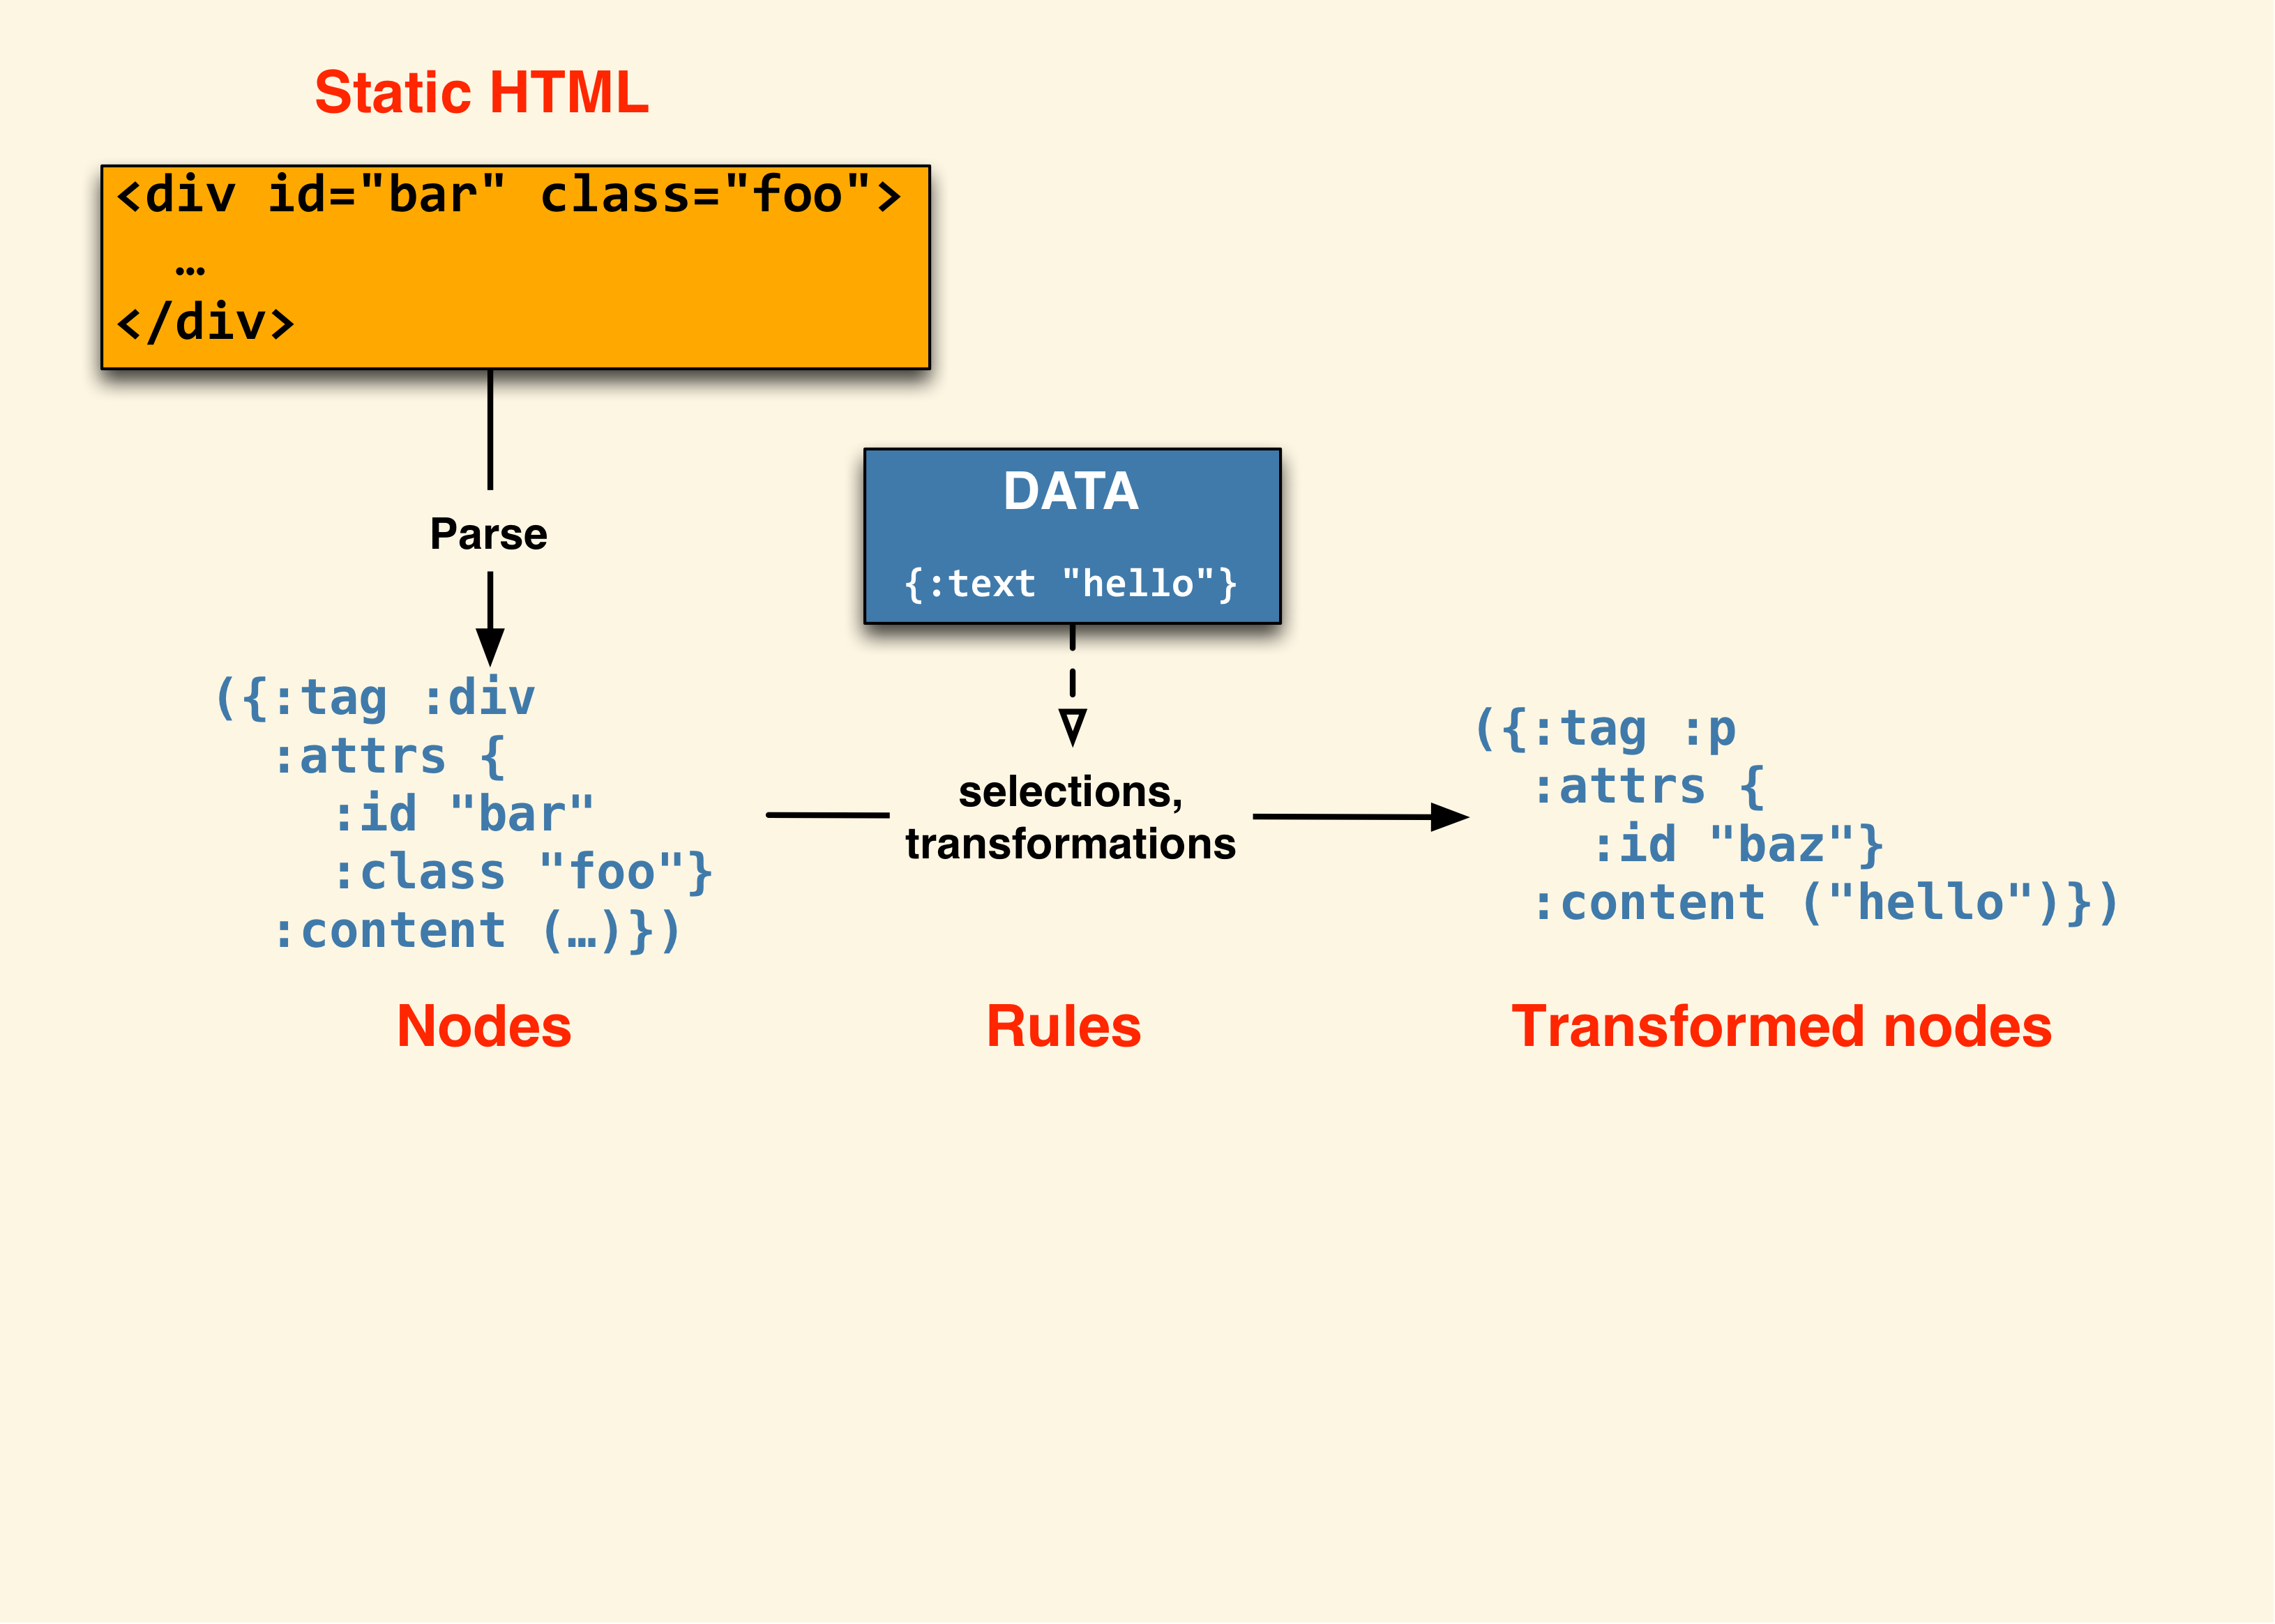 Static HTML
<div id="bar" class="foo">
…
</div>
Parse
DATA
{:text "hello"}
({:tag :div
:attrs {
:id "bar"
:class "foo"}
:content (…)})
selections,
transformations
({:tag :p
:attrs {
:id "baz"}
:content ("hello")})
Nodes
Rules
Transformed nodes